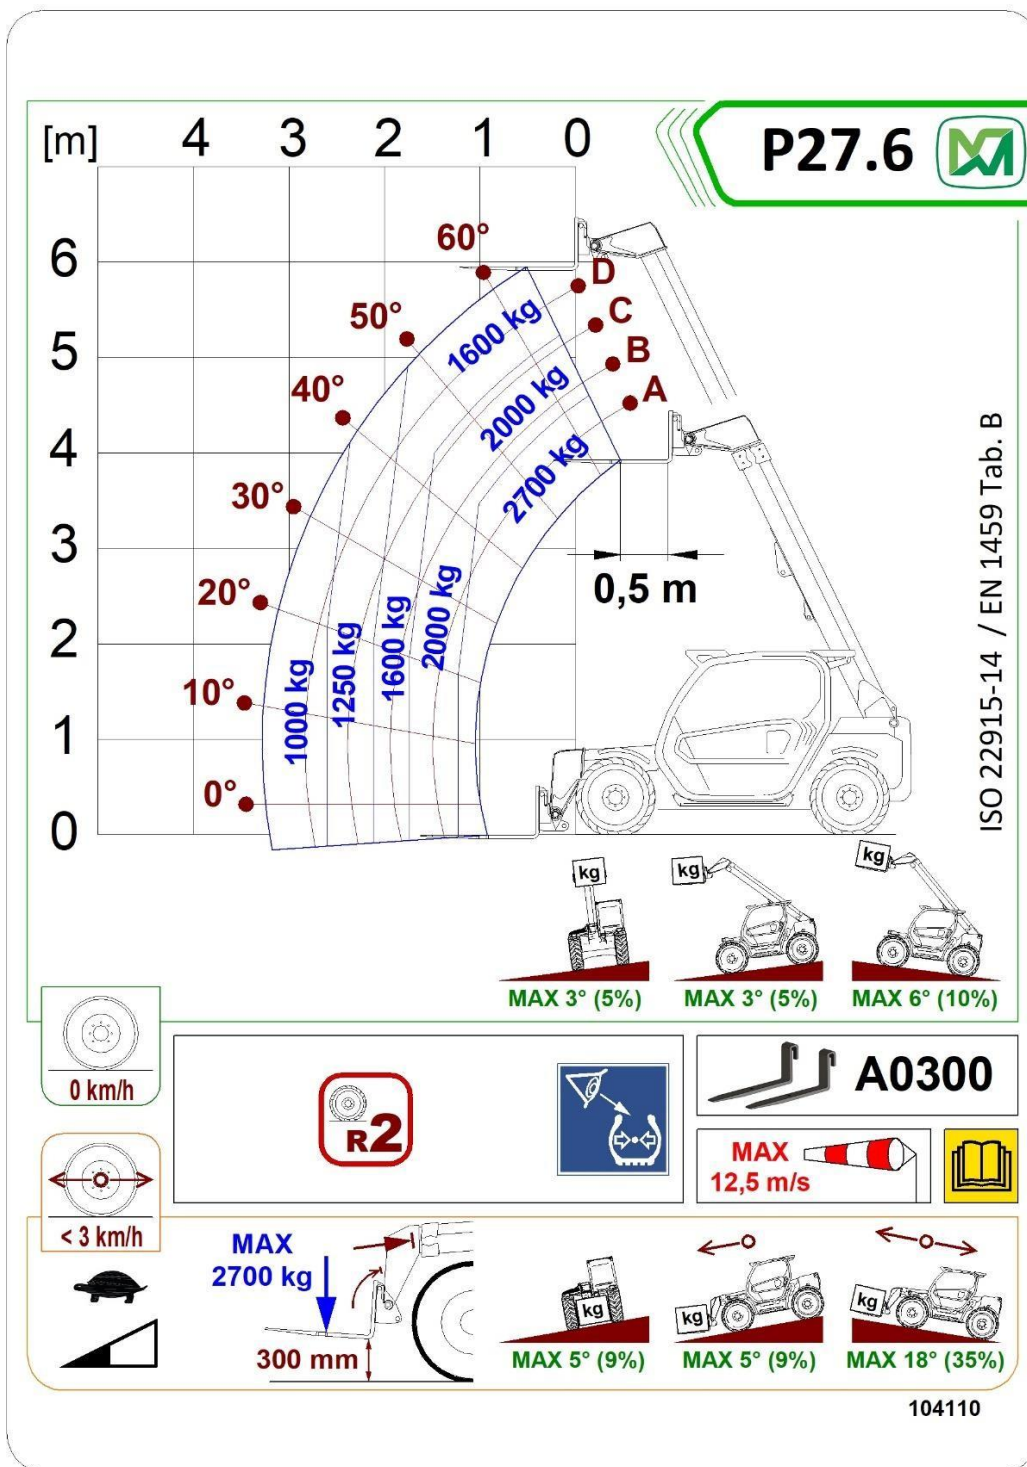 [m] 4 3 2 1 0
P27.6
6
5
4
3
2
1
0
60°
50°
40°
30°
20°
10°
0°
D
C
B
A
1600 kg
2000 kg
2700 kg
1000 kg
1250 kg
1600 kg
2000 kg
0,5 m
ISO 22915-14 / EN 1459 Tab. B
kg
kg
kg
MAX 3° (5%)
MAX 3° (5%)
MAX 6° (10%)
0 km/h
R2
A0300
MAX
12,5 m/s
< 3 km/h
MAX
2700 kg
300 mm
kg
kg
kg
MAX 5° (9%)
MAX 5° (9%)
MAX 18° (35%)
104110